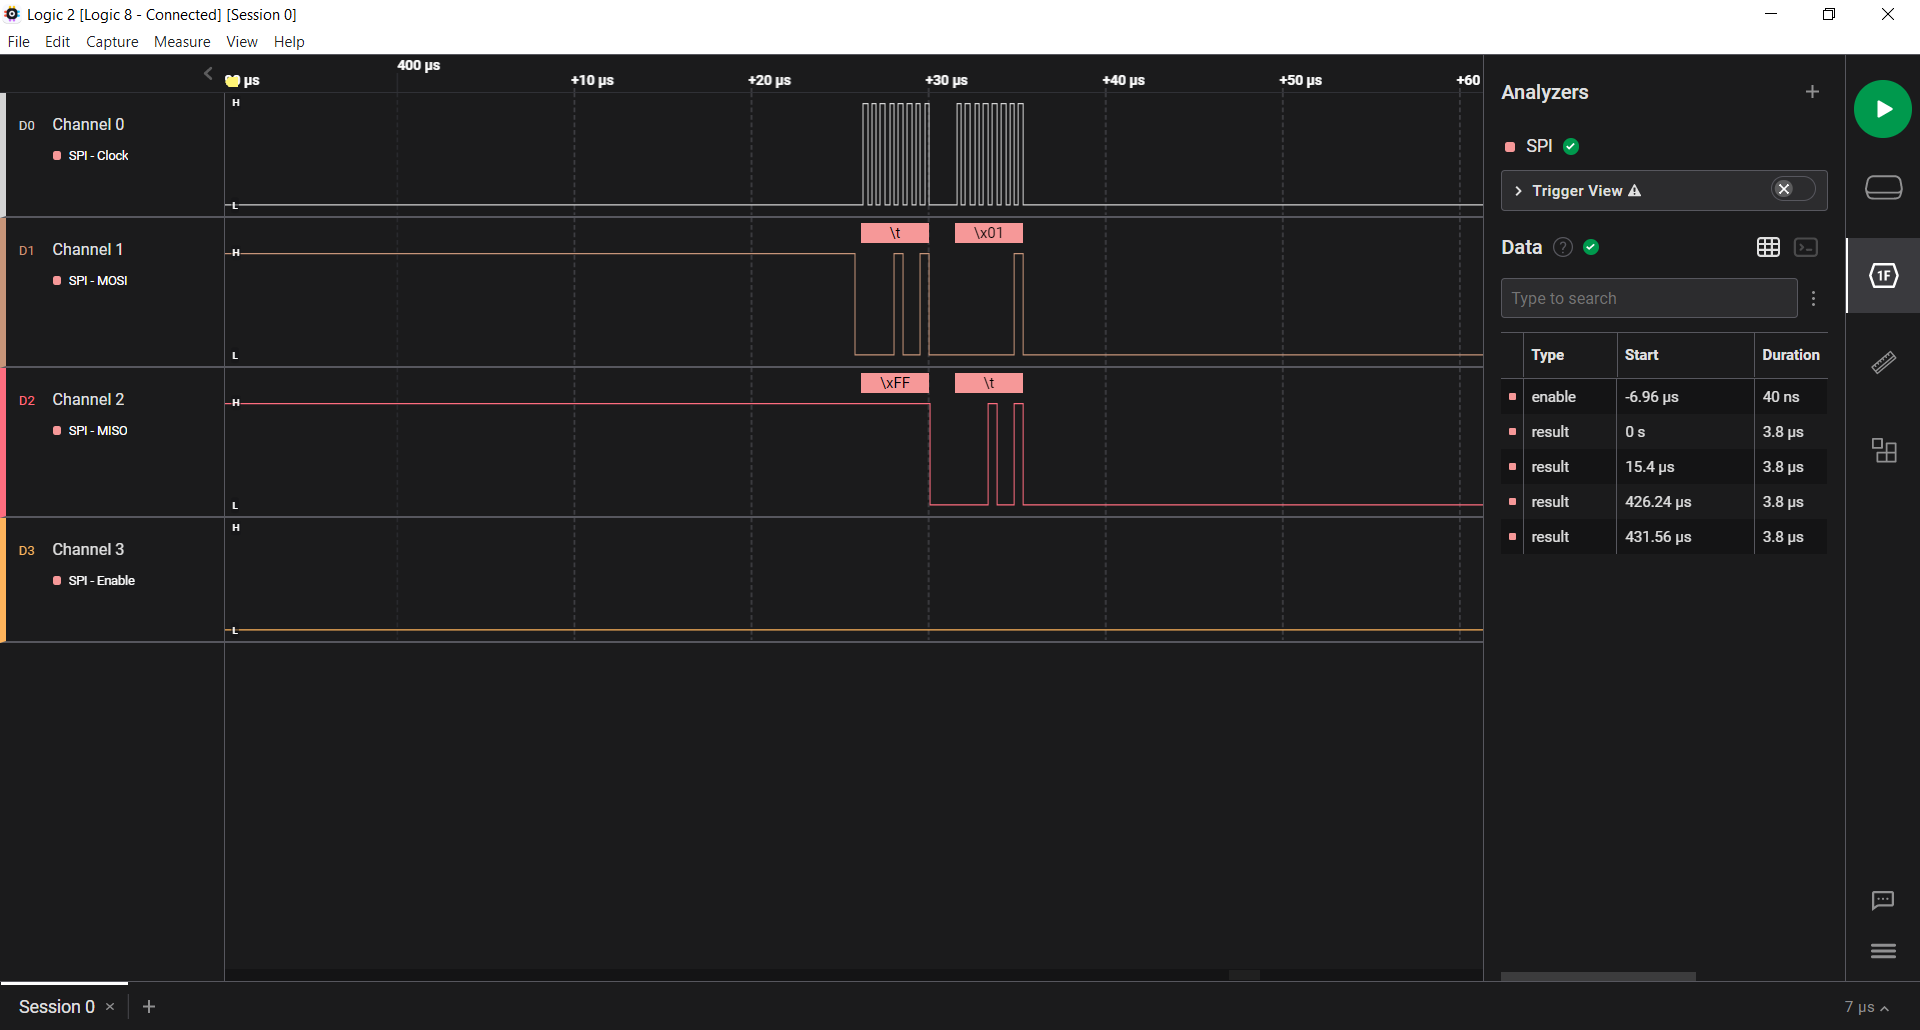 Logic 2 [Logic 8 - Connected] [Session 0]
File Edit Capture Measure View Help
400 µs
µs +10 µs +20 µs +30 µs +40 µs +50 µs +60
D0 Channel 0
SPI - Clock
H
L
D1 Channel 1
SPI - MOSI
\t \x01
H
L
D2 Channel 2
SPI - MISO
\xFF \t
H
L
D3 Channel 3
SPI - Enable
H
L
Analyzers
SPI
Trigger View
Data
Type to search
Type Start Duration
enable -6.96 µs 40 ns
result 0 s 3.8 µs
result 15.4 µs 3.8 µs
result 426.24 µs 3.8 µs
result 431.56 µs 3.8 µs
1F
Session 0
7 µs